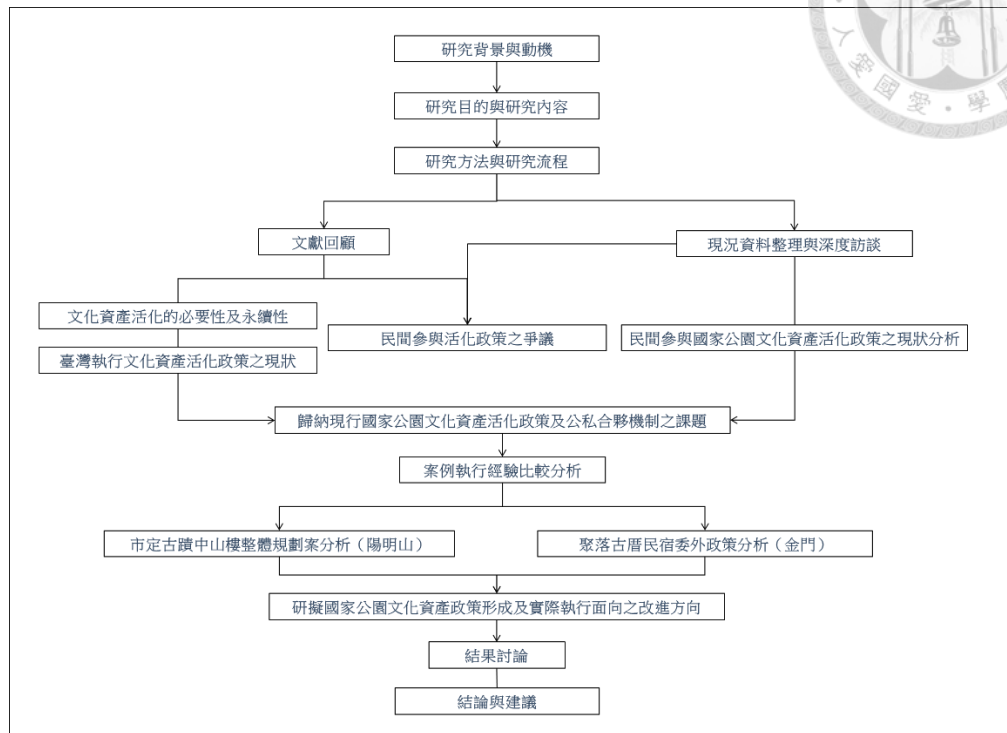 研究背景與動機
研究目的與研究內容
研究方法與研究流程
文獻回顧
現況資料整理與深度訪談
文化資產活化的必要性及永續性
民間參與活化政策之爭議
民間參與國家公園文化資產活化政策之現狀分析
臺灣執行文化資產活化政策之現狀
歸納現行國家公園文化資產活化政策及公私合夥機制之課題
案例執行經驗比較分析
市定古蹟中山樓整體規劃案分析（陽明山）
聚落古厝民宿委外政策分析（金門）
研擬國家公園文化資產政策形成及實際執行面向之改進方向
結果討論
結論與建議
人愛國愛・學